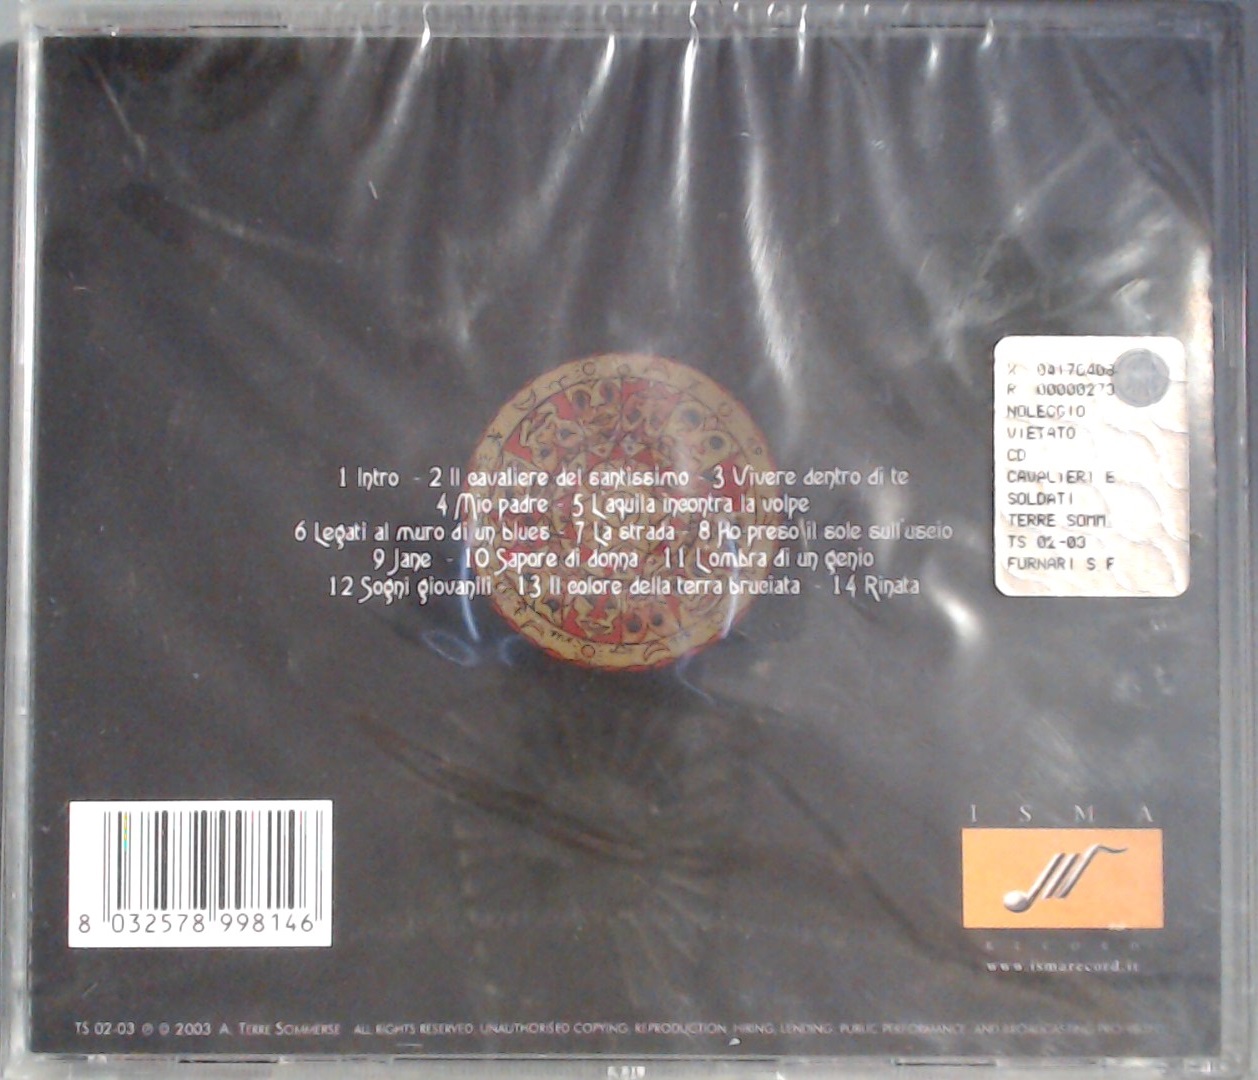 1 Intro - 2 Il cavaliere del santissimo - 3 Vivere dentro di te
4 Mio padre - 5 L'aquila incontra la volpe
6 Legati al muro di un blues - 7 La strada - 8 Ho preso il sole sull'uscio
9 Jane - 10 Sapore di donna - 11 L'ombra di un genio
12 Sogni giovanili - 13 Il colore della terra bruciata - 14 Rinata
R 00000273
NOLEGGIO
VIETATO
CD
CAVALIERI E
SOLDATI
TERRE SOMM
TS 02-03
FURNARI S F
8 032578 998146
ISMA
RECORD
www.ismarecord.it
TS 02-03 ℗ © 2003 A. TERRE SOMMERSE ALL RIGHTS RESERVED. UNAUTHORISED COPYING, REPRODUCTION, HIRING, LENDING, PUBLIC PERFORMANCE AND BROADCASTING